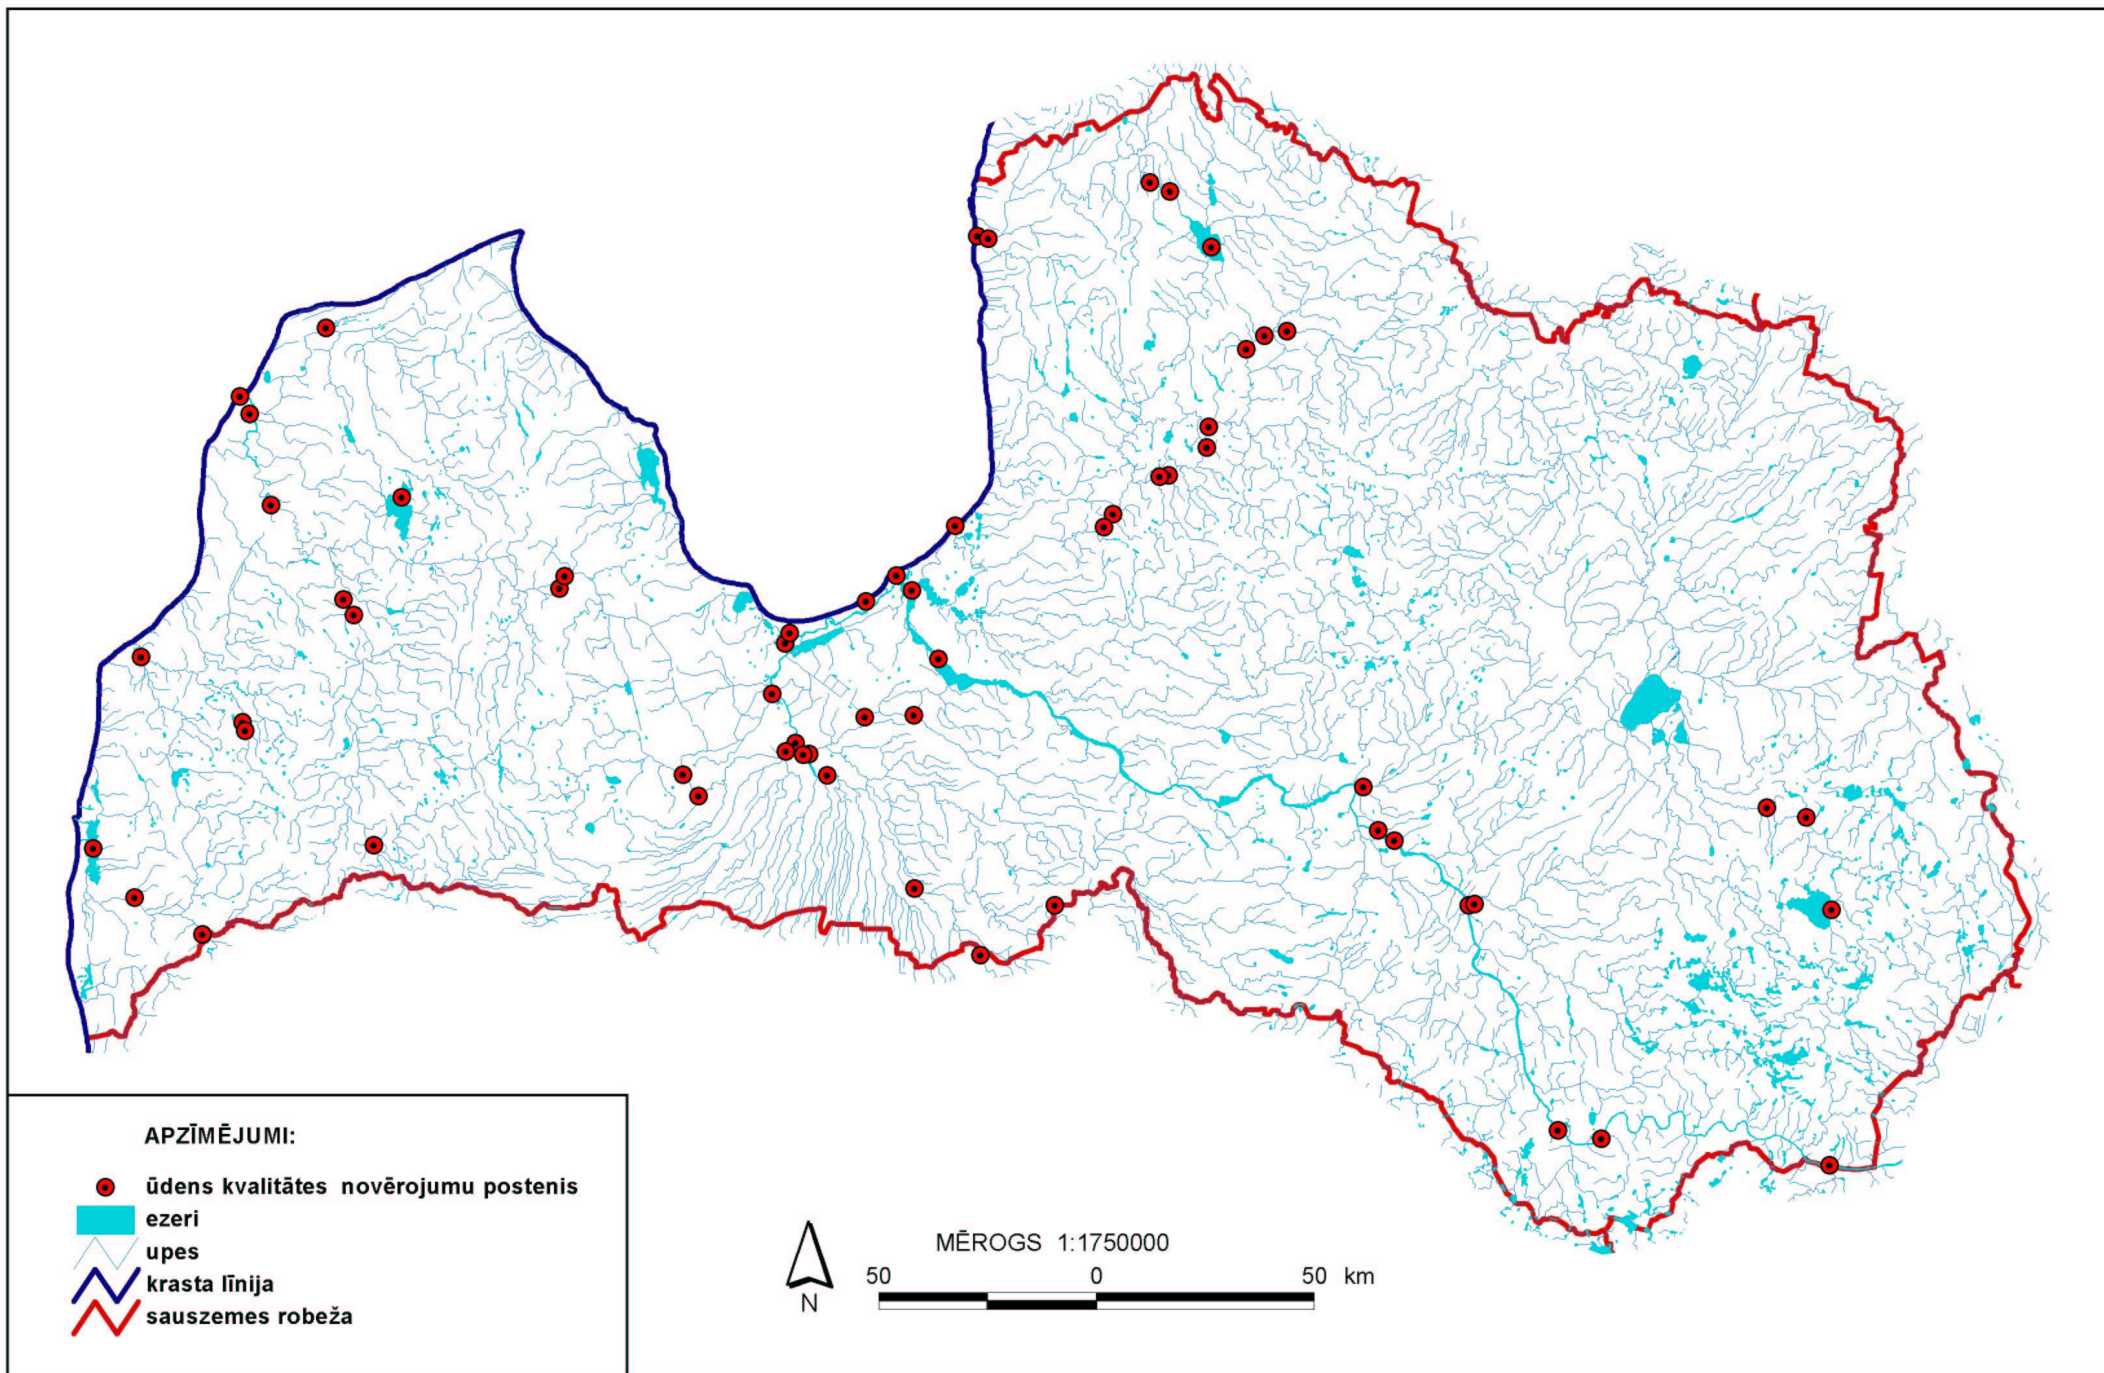 APZĪMĒJUMI:
ūdens kvalitātes novērojumu postenis
ezeri
upes
krasta līnija
sauszemes robeža
N
MĒROGS 1:1750000
50 0 50 km